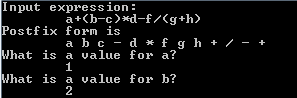 Input expression:
a+(b-c)*d-f/(g+h)
Postfix form is
a b c - d * f g h + / - +
What is a value for a?
1
What is a value for b?
2